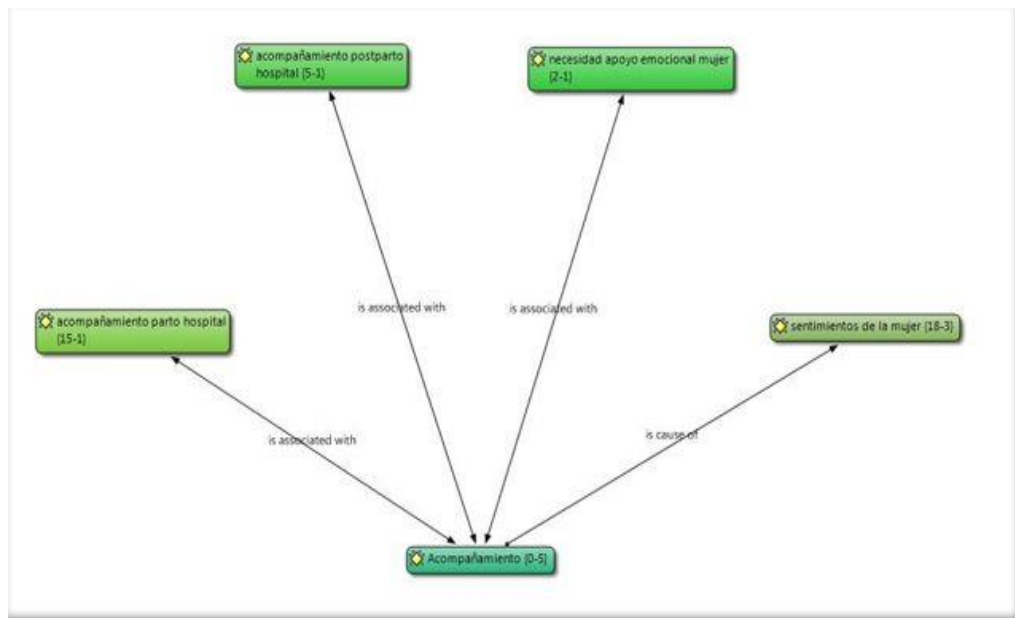 acompañamiento postparto
hospital {5-1}
necesidad apoyo emocional mujer
{2-1}
is associated with
is associated with
acompañamiento parto hospital
{15-1}
sentimientos de la mujer {18-3}
is associated with
is cause of
Acompañamiento {0-5}